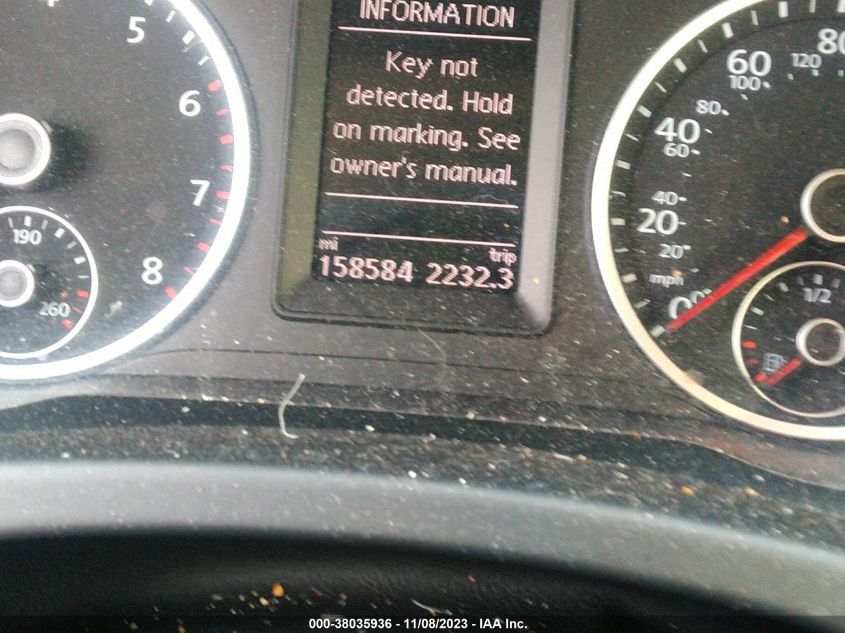 INFORMATION
Key not
detected. Hold
on marking. See
owner's manual.
mi trip
158584 2232.3
5
6
7
8
190
260
80
120
60
100
80
40
60
40
20
20
mph
0
1/2
000-38035936 - 11/08/2023 - IAA Inc.